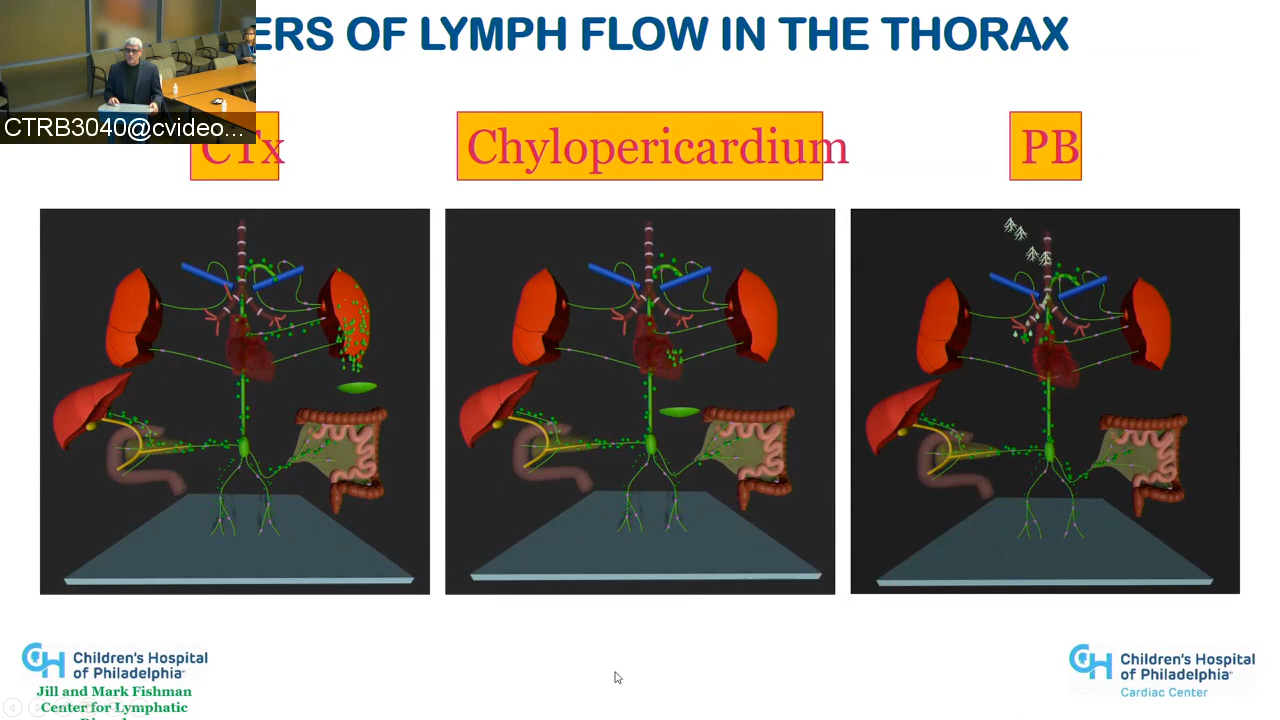 ERS OF LYMPH FLOW IN THE THORAX
CTRB3040@cvideo...
CTx
Chylopericardium
PB
Children's Hospital
of Philadelphia
Jill and Mark Fishman
Center for Lymphatic
Children's Hospital
of Philadelphia
Cardiac Center